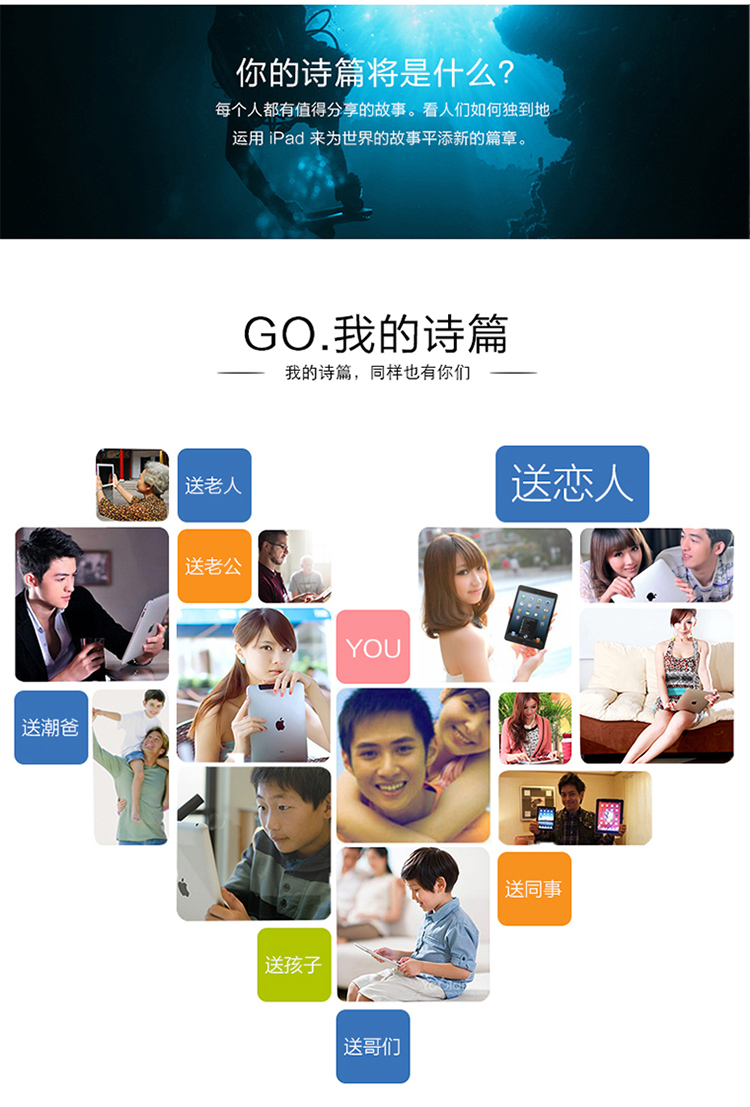 你的诗篇将是什么？
每个人都有值得分享的故事。看人们如何独到地
运用 iPad 来为世界的故事平添新的篇章。
GO.我的诗篇
我的诗篇，同样也有你们
送老人
送恋人
送老公
YOU
送潮爸
送同事
送孩子
送哥们